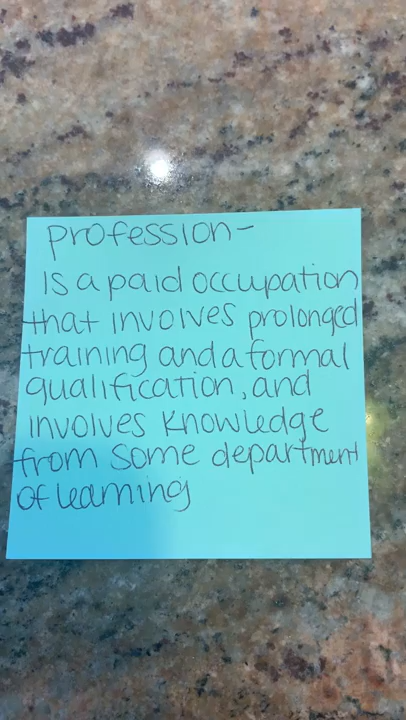 profession-
is a paid occupation
that involves prolonged
training and a formal
qualification, and
involves knowledge
from some department
of learning